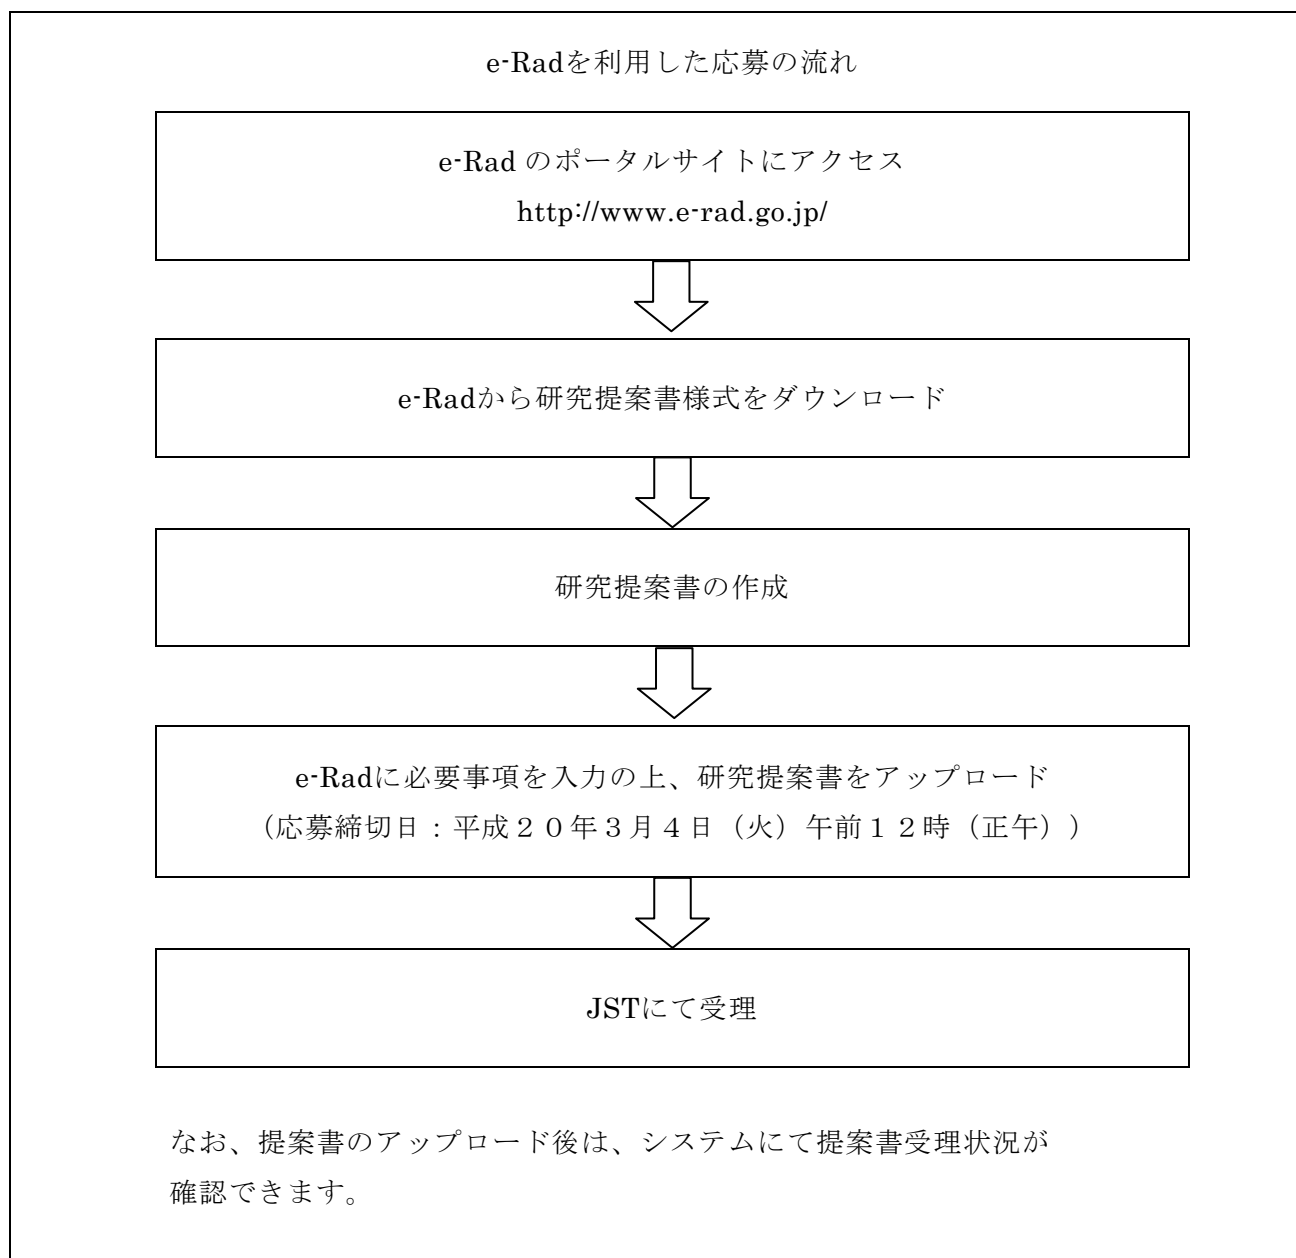 e-Radを利用した応募の流れ
e-Rad のポータルサイトにアクセス
http://www.e-rad.go.jp/
e-Radから研究提案書様式をダウンロード
研究提案書の作成
e-Radに必要事項を入力の上、研究提案書をアップロード
（応募締切日：平成２０年３月４日（火）午前１２時（正午））
JSTにて受理
なお、提案書のアップロード後は、システムにて提案書受理状況が
確認できます。